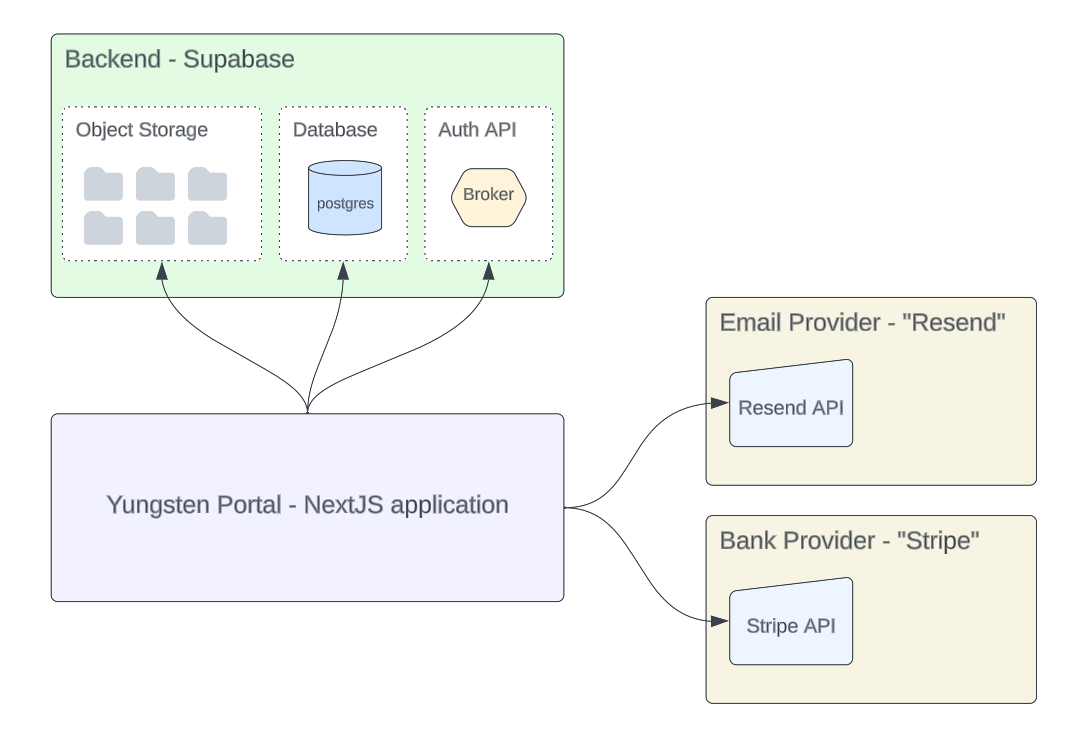 Backend - Supabase
Object Storage
Database
Auth API
postgres
Broker
Yungsten Portal - NextJS application
Email Provider - "Resend"
Resend API
Bank Provider - "Stripe"
Stripe API